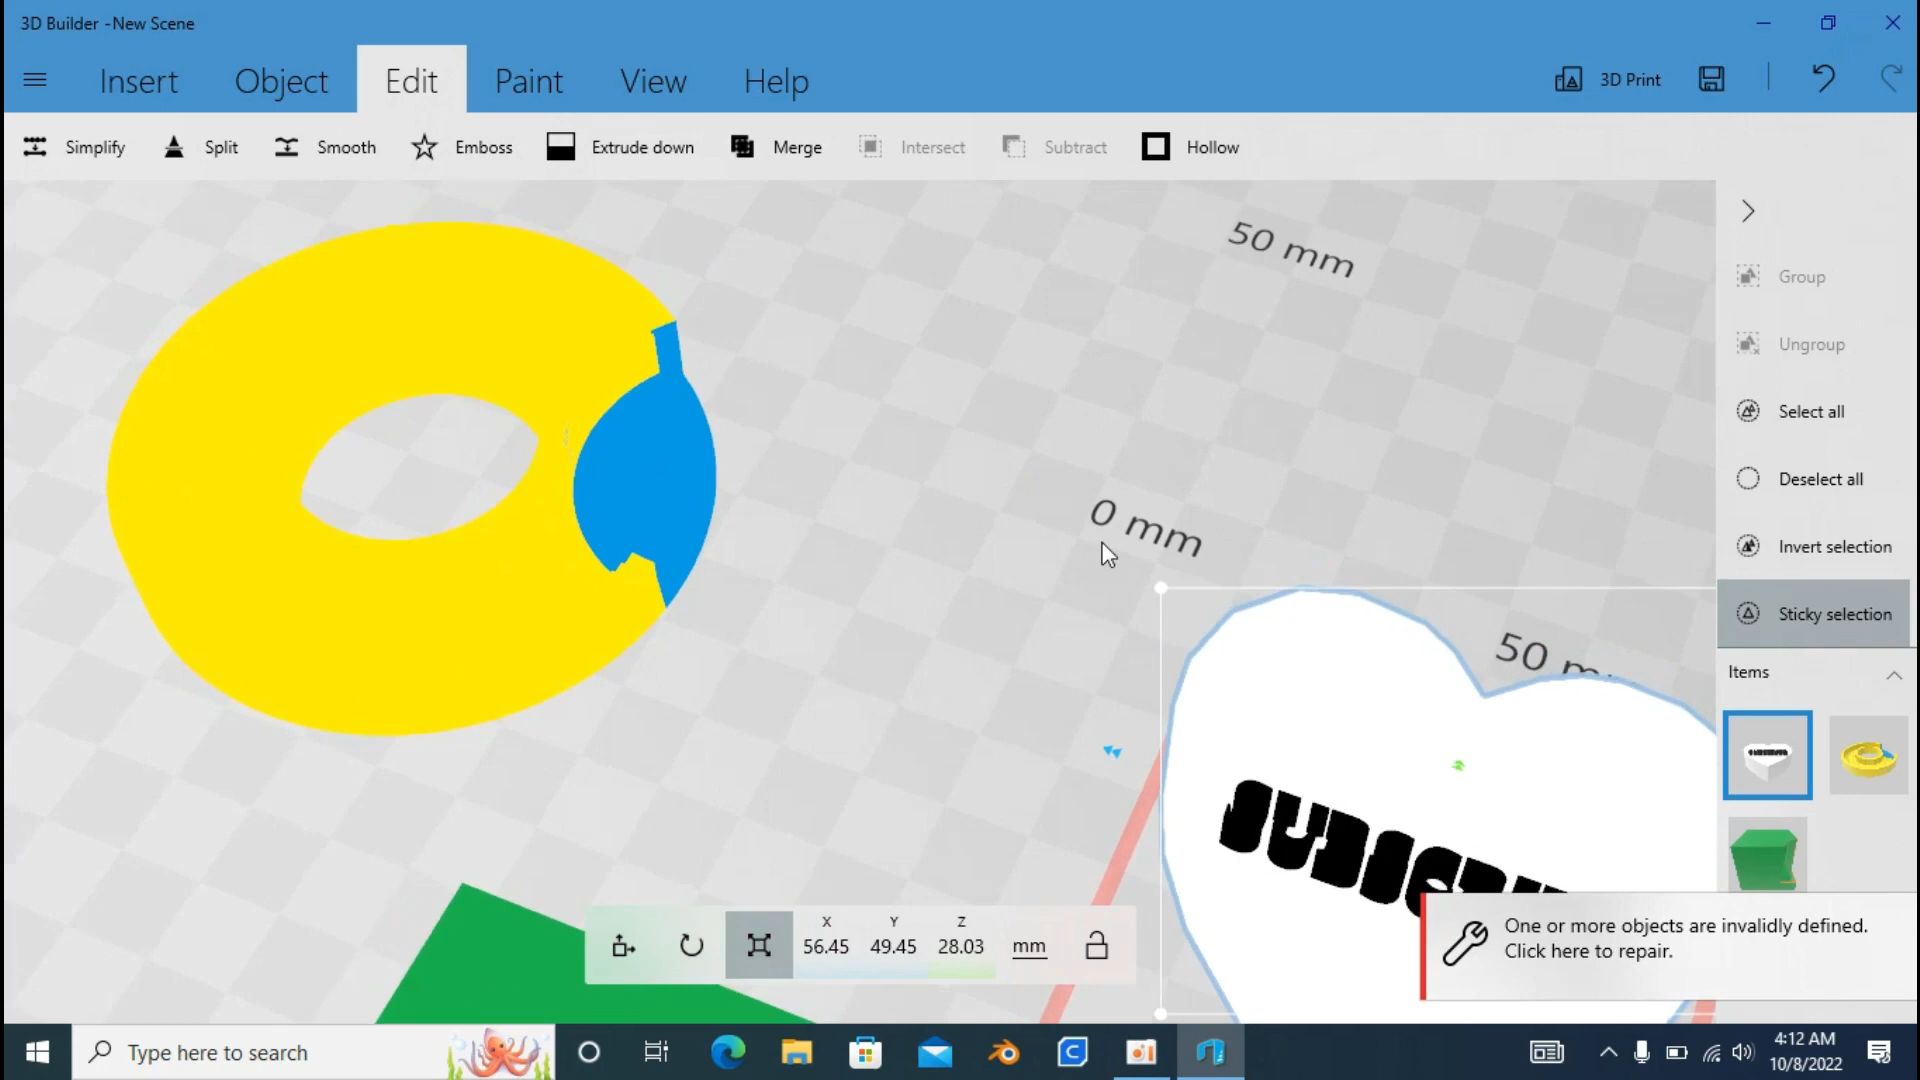 3D Builder -New Scene
Insert Object Edit Paint View Help
3D Print
Simplify Split Smooth Emboss Extrude down Merge Intersect Subtract Hollow
50 mm
Group
Ungroup
Select all
Deselect all
0 mm
Invert selection
Sticky selection
50
Items
One or more objects are invalidly defined.
Click here to repair.
X Y Z
56.45 49.45 28.03 mm
Type here to search
4:12 AM
10/8/2022